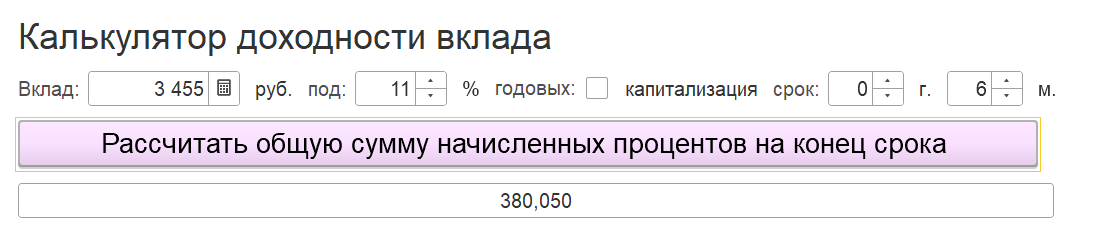 Калькулятор доходности вклада
Вклад: 3 455 руб. под: 11 % годовых: капитализация срок: 0 г. 6 м.
Рассчитать общую сумму начисленных процентов на конец срока
380,050